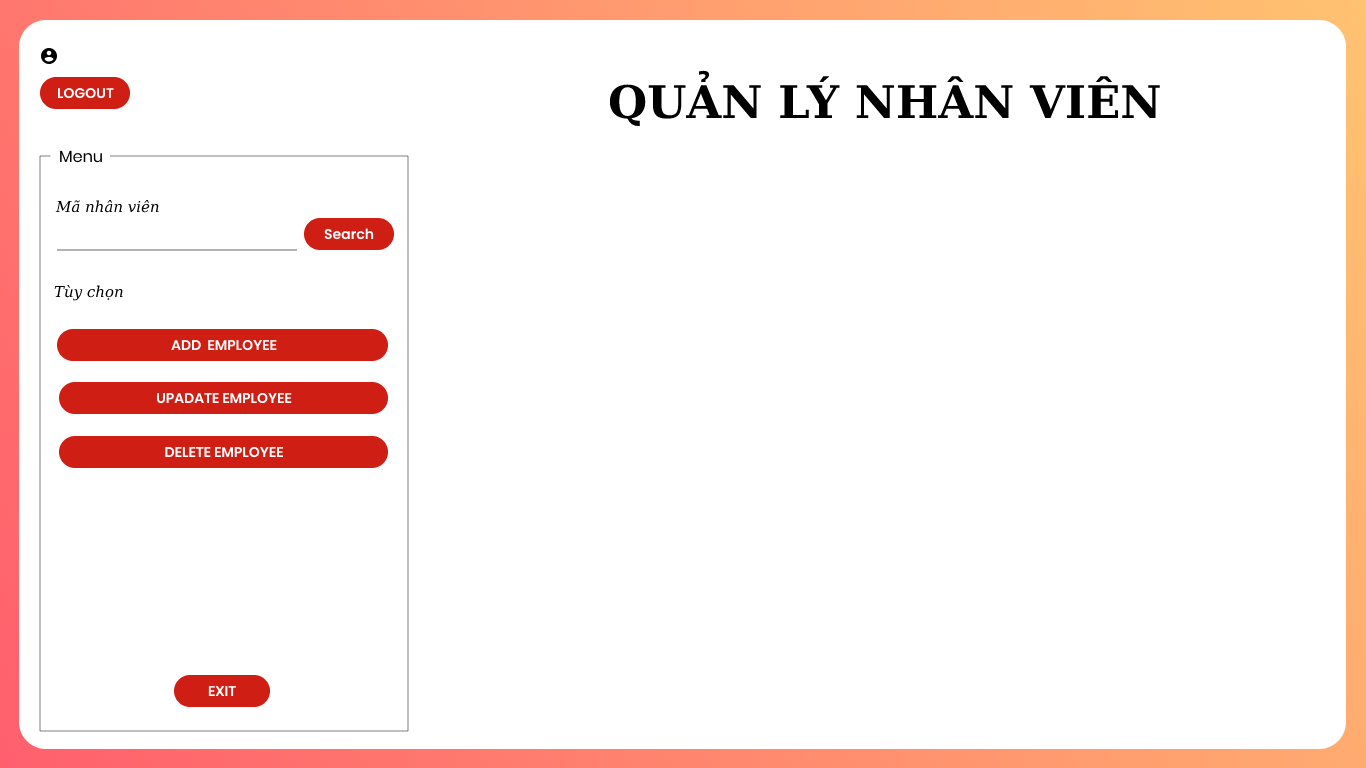 LOGOUT
QUẢN LÝ NHÂN VIÊN
Menu
Mã nhân viên
Search
Tùy chọn
ADD  EMPLOYEE
UPADATE EMPLOYEE
DELETE EMPLOYEE
EXIT